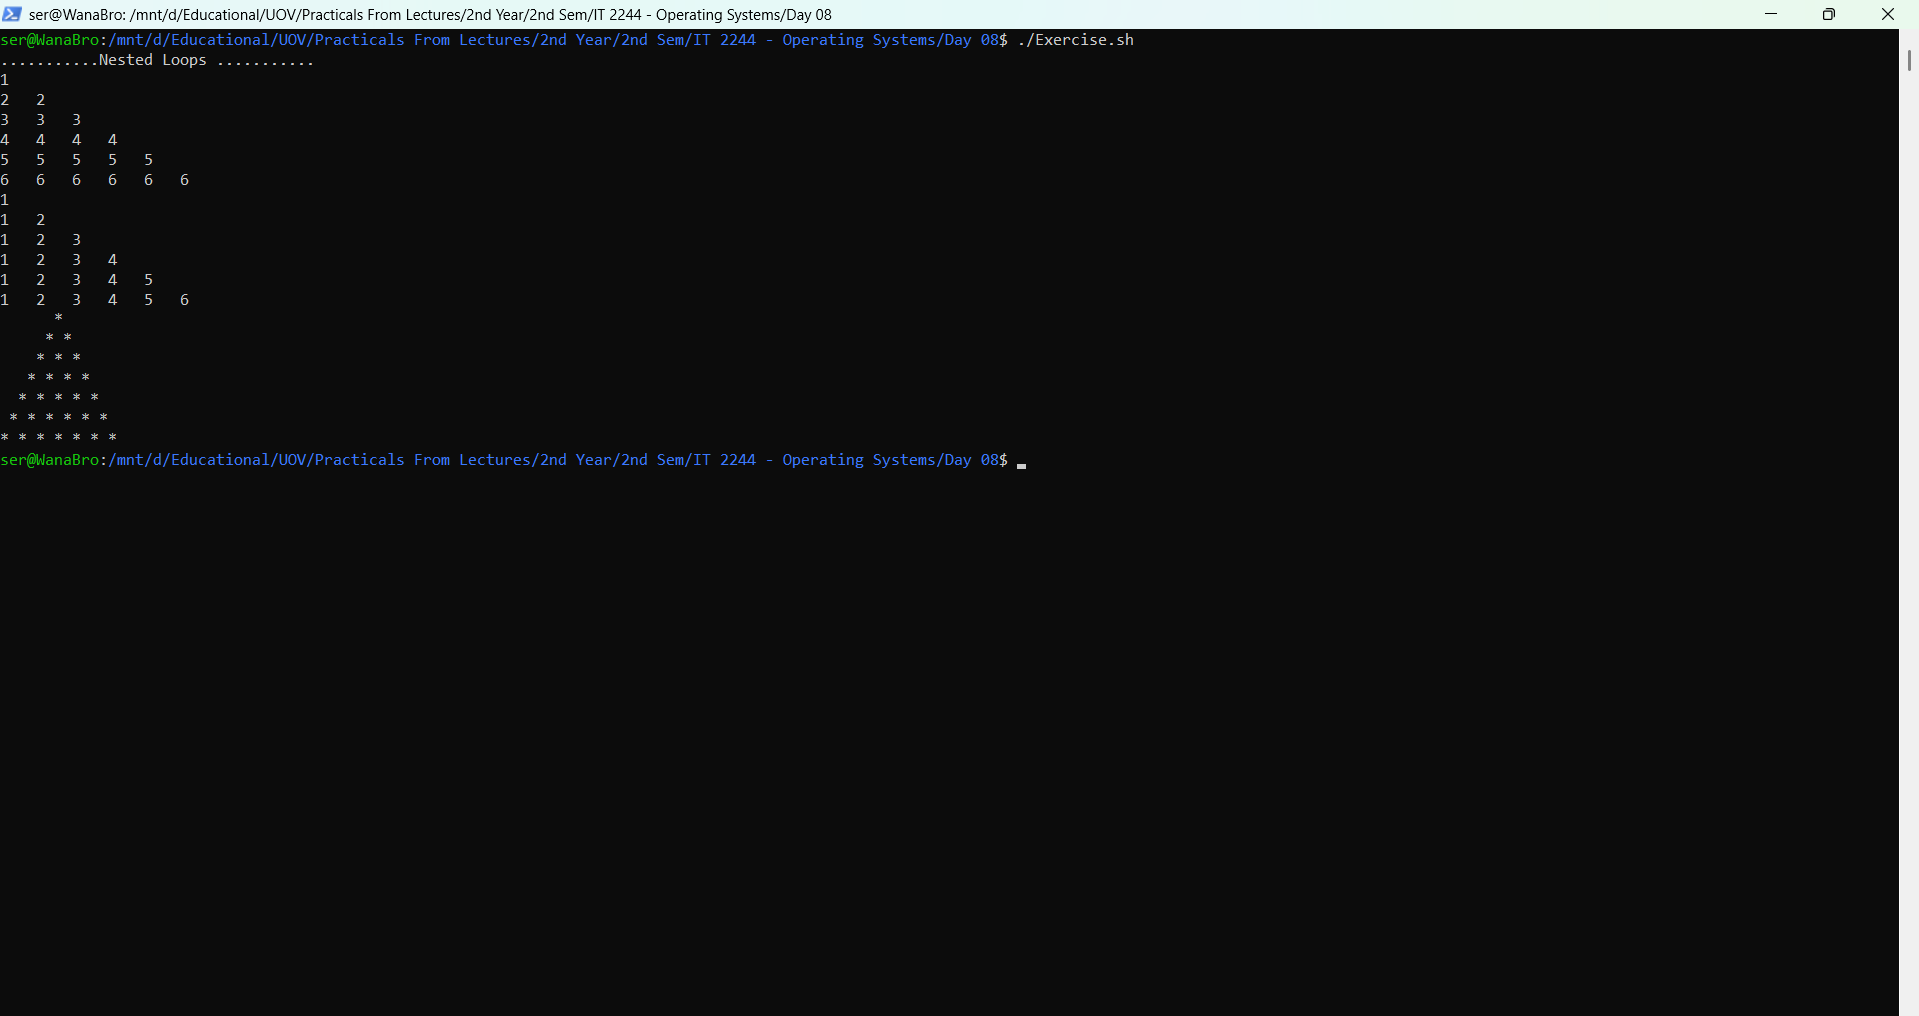 ser@WanaBro: /mnt/d/Educational/UOV/Practicals From Lectures/2nd Year/2nd Sem/IT 2244 - Operating Systems/Day 08
ser@WanaBro:/mnt/d/Educational/UOV/Practicals From Lectures/2nd Year/2nd Sem/IT 2244 - Operating Systems/Day 08$ ./Exercise.sh
...........Nested Loops ...........
1
2   2
3   3   3
4   4   4   4
5   5   5   5   5
6   6   6   6   6   6
1
1   2
1   2   3
1   2   3   4
1   2   3   4   5
1   2   3   4   5   6
      *
     * *
    * * *
   * * * *
  * * * * *
 * * * * * *
* * * * * * *
ser@WanaBro:/mnt/d/Educational/UOV/Practicals From Lectures/2nd Year/2nd Sem/IT 2244 - Operating Systems/Day 08$